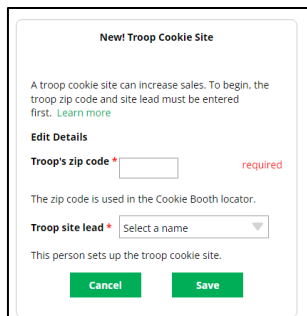 New! Troop Cookie Site
A troop cookie site can increase sales. To begin, the
troop zip code and site lead must be entered
first. Learn more
Edit Details
Troop's zip code * required
The zip code is used in the Cookie Booth locator.
Troop site lead * Select a name
This person sets up the troop cookie site.
Cancel Save